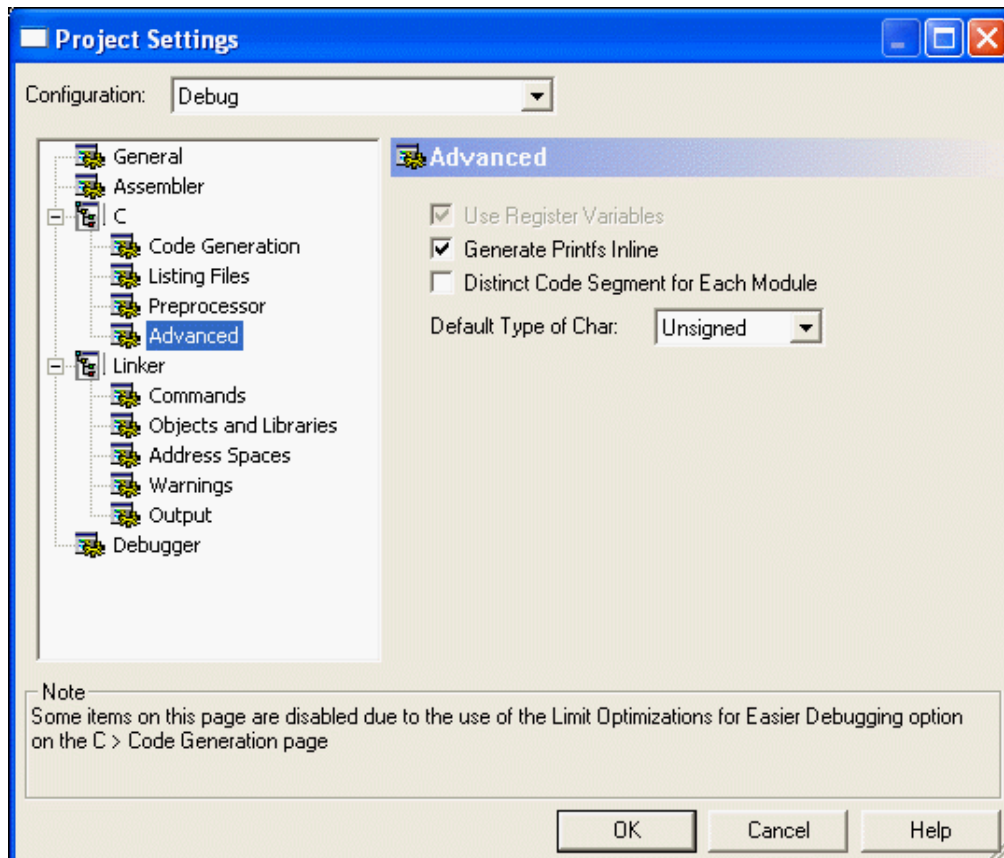 Project Settings
Configuration: Debug
General
Assembler
C
Code Generation
Listing Files
Preprocessor
Advanced
Linker
Commands
Objects and Libraries
Address Spaces
Warnings
Output
Debugger
Advanced
Use Register Variables
Generate Printfs Inline
Distinct Code Segment for Each Module
Default Type of Char: Unsigned
Note
Some items on this page are disabled due to the use of the Limit Optimizations for Easier Debugging option
on the C > Code Generation page
OK Cancel Help